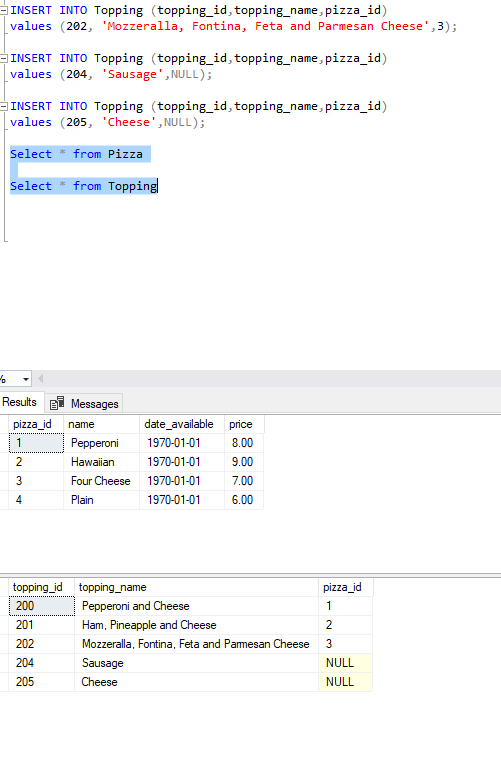 INSERT INTO Topping (topping_id,topping_name,pizza_id)
values (202, 'Mozzeralla, Fontina, Feta and Parmesan Cheese',3);
INSERT INTO Topping (topping_id,topping_name,pizza_id)
values (204, 'Sausage',NULL);
INSERT INTO Topping (topping_id,topping_name,pizza_id)
values (205, 'Cheese',NULL);
Select * from Pizza
Select * from Topping
%
Results Messages
pizza_id name date_available price
1 Pepperoni 1970-01-01 8.00
2 Hawaiian 1970-01-01 9.00
3 Four Cheese 1970-01-01 7.00
4 Plain 1970-01-01 6.00
topping_id topping_name pizza_id
200 Pepperoni and Cheese 1
201 Ham, Pineapple and Cheese 2
202 Mozzeralla, Fontina, Feta and Parmesan Cheese 3
204 Sausage NULL
205 Cheese NULL